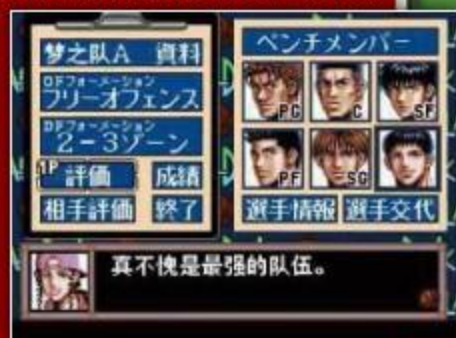 梦之队A 資料
OFフォーメーション
フリーオフェンス
DFフォーメーション
2-3ゾーン
1P
評価 成績
相手評価 終了
ベンチメンバー
PG C SF
PF SG
選手情報 選手交代
真不愧是最强的队伍。